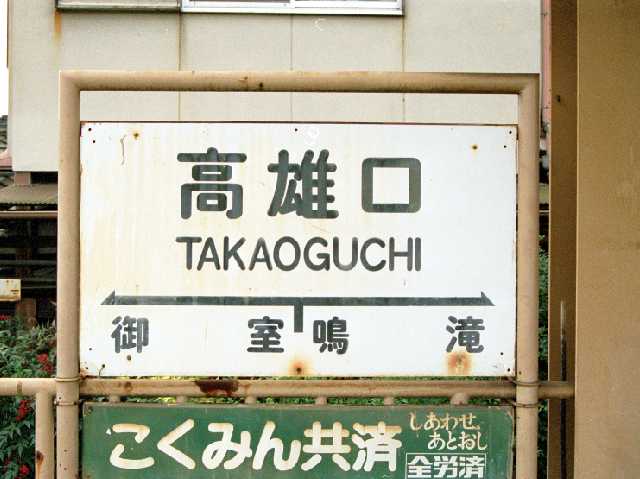 高雄口
TAKAOGUCHI
御室 鳴滝
こくみん共済
しあわせ、
あとおし
全労済